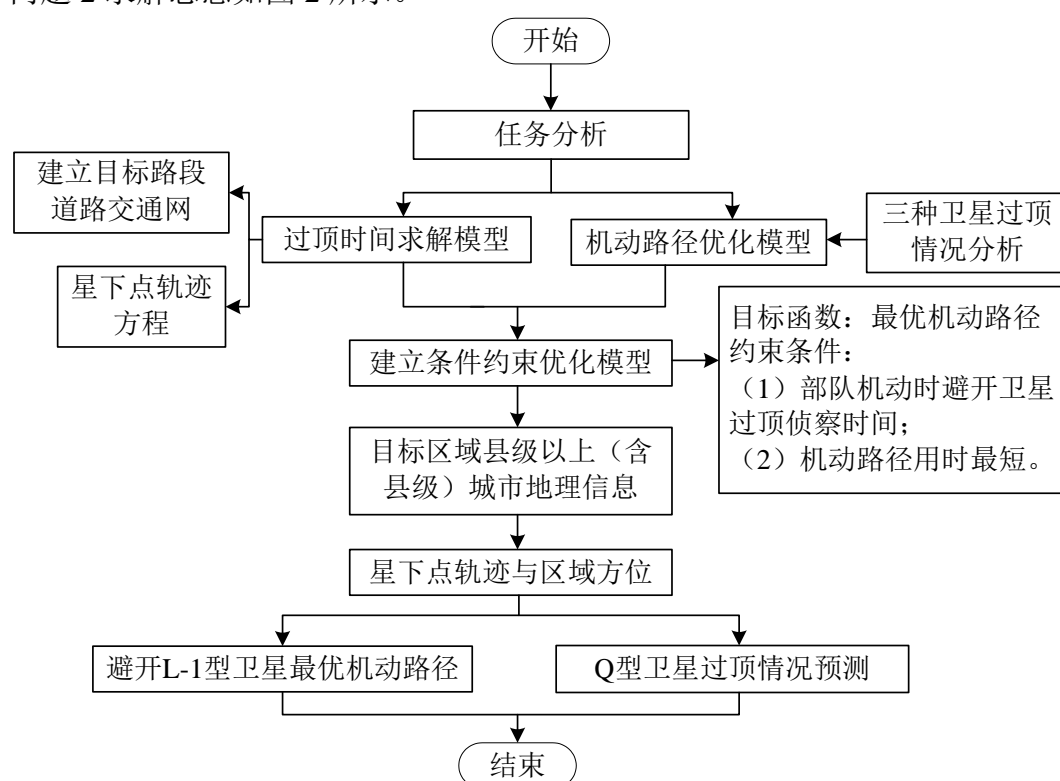 开始
任务分析
建立目标路段
道路交通网
过顶时间求解模型
机动路径优化模型
三种卫星过顶
情况分析
星下点轨迹
方程
建立条件约束优化模型
目标函数：最优机动路径
约束条件：
（1）部队机动时避开卫星
过顶侦察时间；
（2）机动路径用时最短。
目标区域县级以上（含
县级）城市地理信息
星下点轨迹与区域方位
避开L-1型卫星最优机动路径
Q型卫星过顶情况预测
结束